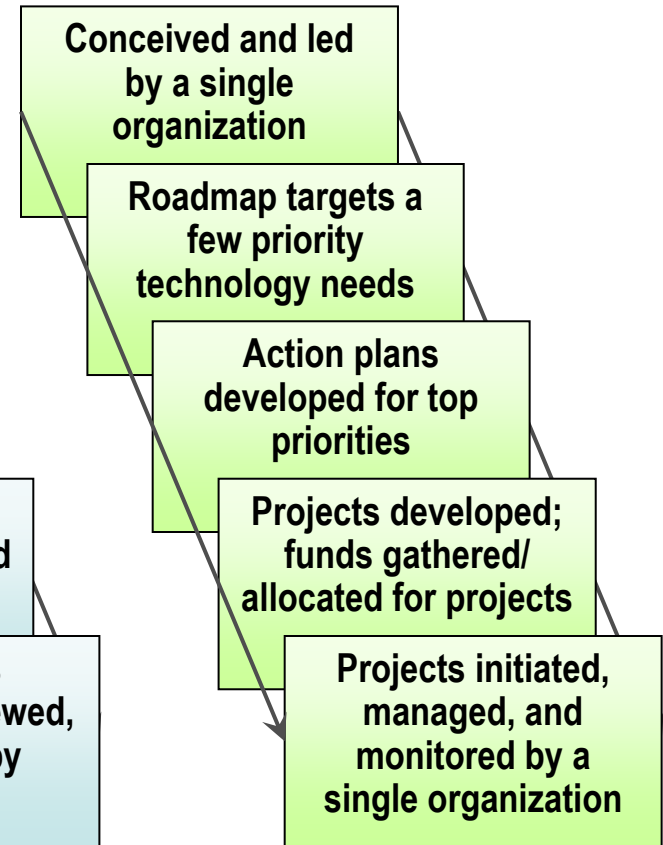 Conceived and led
by a single
organization
Roadmap targets a
few priority
technology needs
Action plans
developed for top
priorities
Projects developed;
funds gathered/
allocated for projects
Projects initiated,
managed, and
monitored by a
single organization